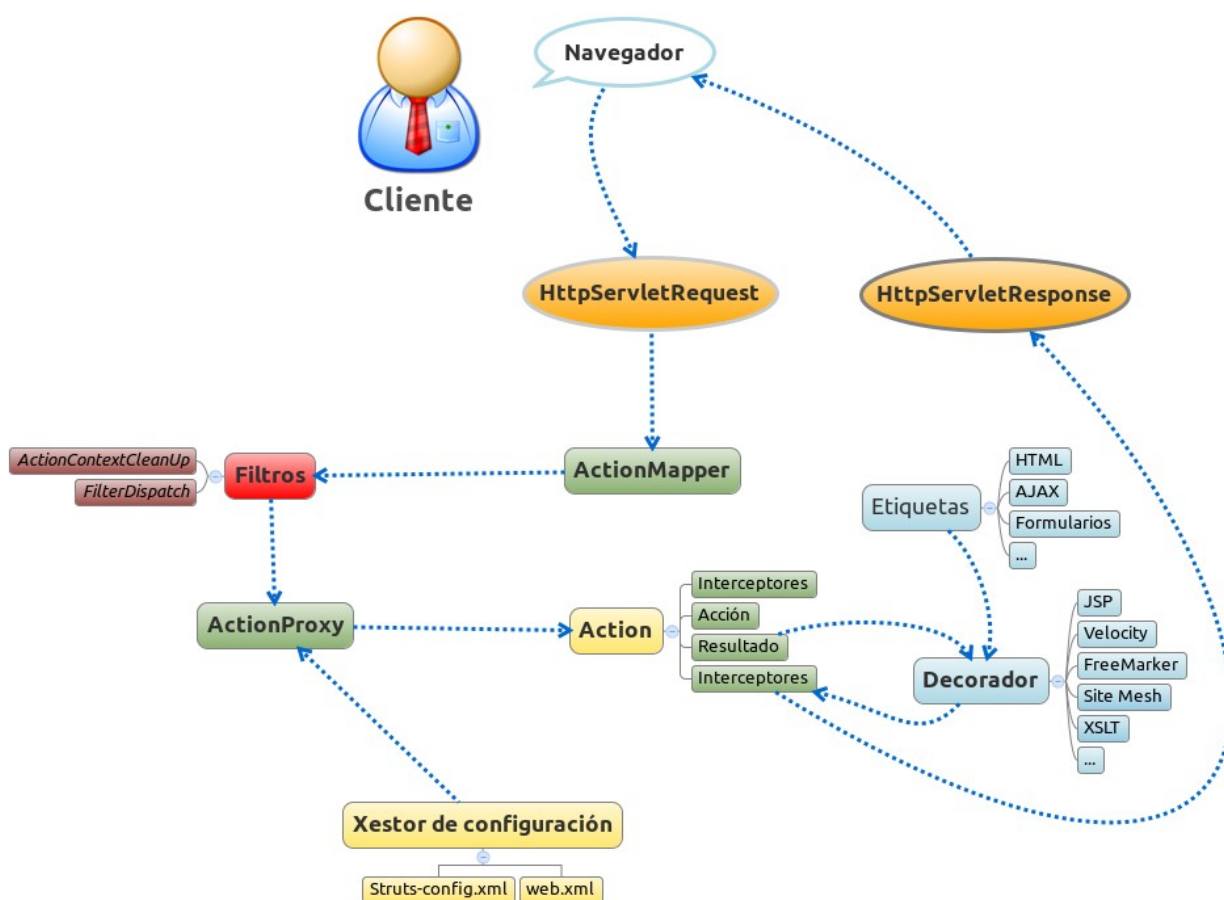 Navegador
Cliente
HttpServletRequest
HttpServletResponse
ActionContextCleanUp
FilterDispatch
Filtros
ActionMapper
Etiquetas
HTML
AJAX
Formularios
...
ActionProxy
Action
Interceptores
Acción
Resultado
Interceptores
Decorador
JSP
Velocity
FreeMarker
Site Mesh
XSLT
...
Xestor de configuración
Struts-config.xml
web.xml